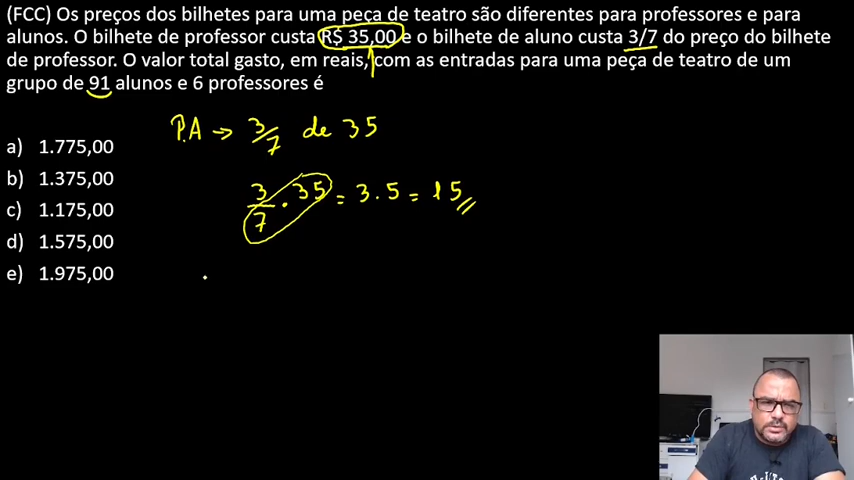 (FCC) Os preços dos bilhetes para uma peça de teatro são diferentes para professores e para
alunos. O bilhete de professor custa R$ 35,00 e o bilhete de aluno custa 3/7 do preço do bilhete
de professor. O valor total gasto, em reais, com as entradas para uma peça de teatro de um
grupo de 91 alunos e 6 professores é
P.A → 3/7 de 35
a) 1.775,00
b) 1.375,00
3/7 . 35 = 3.5 = 15
c) 1.175,00
d) 1.575,00
e) 1.975,00